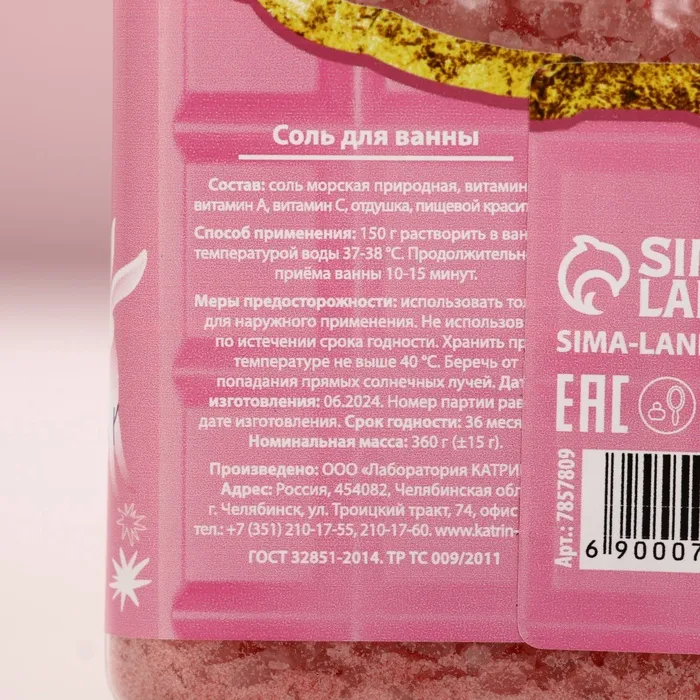 Соль для ванны
Состав: соль морская природная, витамин
витамин А, витамин С, отдушка, пищевой краси
Способ применения: 150 г растворить в ван
температурой воды 37-38 °С. Продолжительн
приёма ванны 10-15 минут.
Меры предосторожности: использовать тол
для наружного применения. Не использов
по истечении срока годности. Хранить пр
температуре не выше 40 °С. Беречь от
попадания прямых солнечных лучей. Дат
изготовления: 06.2024. Номер партии рав
дате изготовления. Срок годности: 36 меся
Номинальная масса: 360 г (±15 г).
Произведено: ООО «Лаборатория КАТРИ
Адрес: Россия, 454082, Челябинская обл
г. Челябинск, ул. Троицкий тракт, 74, офис
тел.: +7 (351) 210-17-55, 210-17-60. www.katrin-
ГОСТ 32851-2014. ТР ТС 009/2011
SIM
LAN
SIMA-LAN
EAC
Арт.: 7857809
6 90007